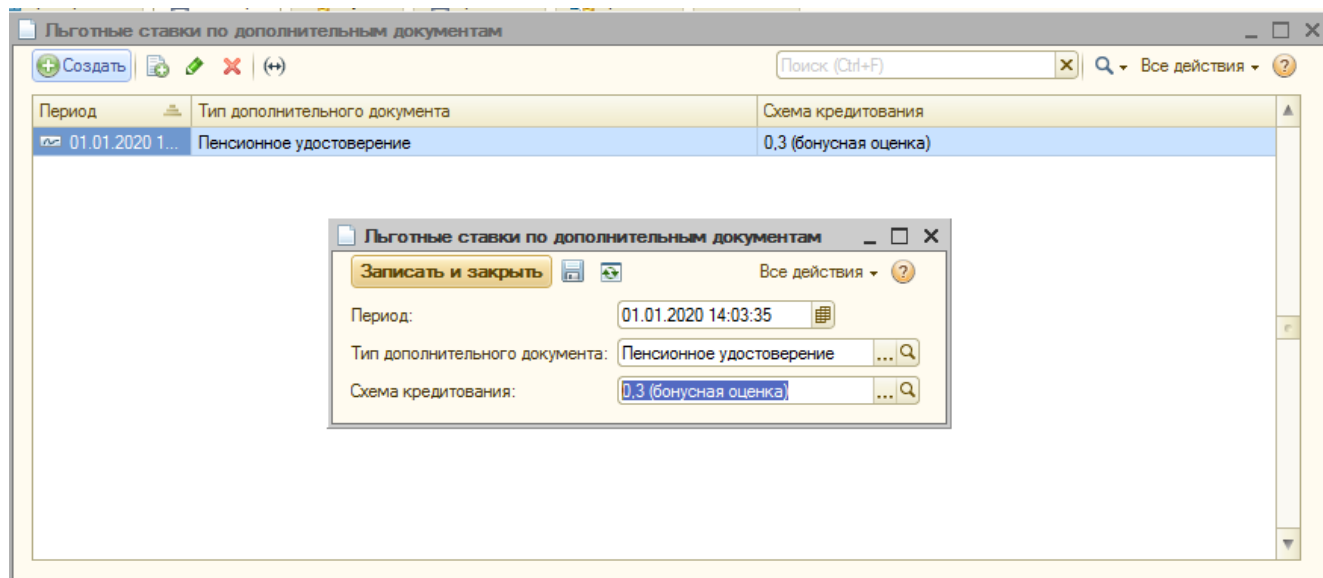 Льготные ставки по дополнительным документам
Создать
Поиск (Ctrl+F)
Все действия
Период Тип дополнительного документа Схема кредитования
01.01.2020 1... Пенсионное удостоверение 0,3 (бонусная оценка)
Льготные ставки по дополнительным документам
Записать и закрыть
Все действия
Период: 01.01.2020 14:03:35
Тип дополнительного документа: Пенсионное удостоверение ...
Схема кредитования: 0,3 (бонусная оценка) ...